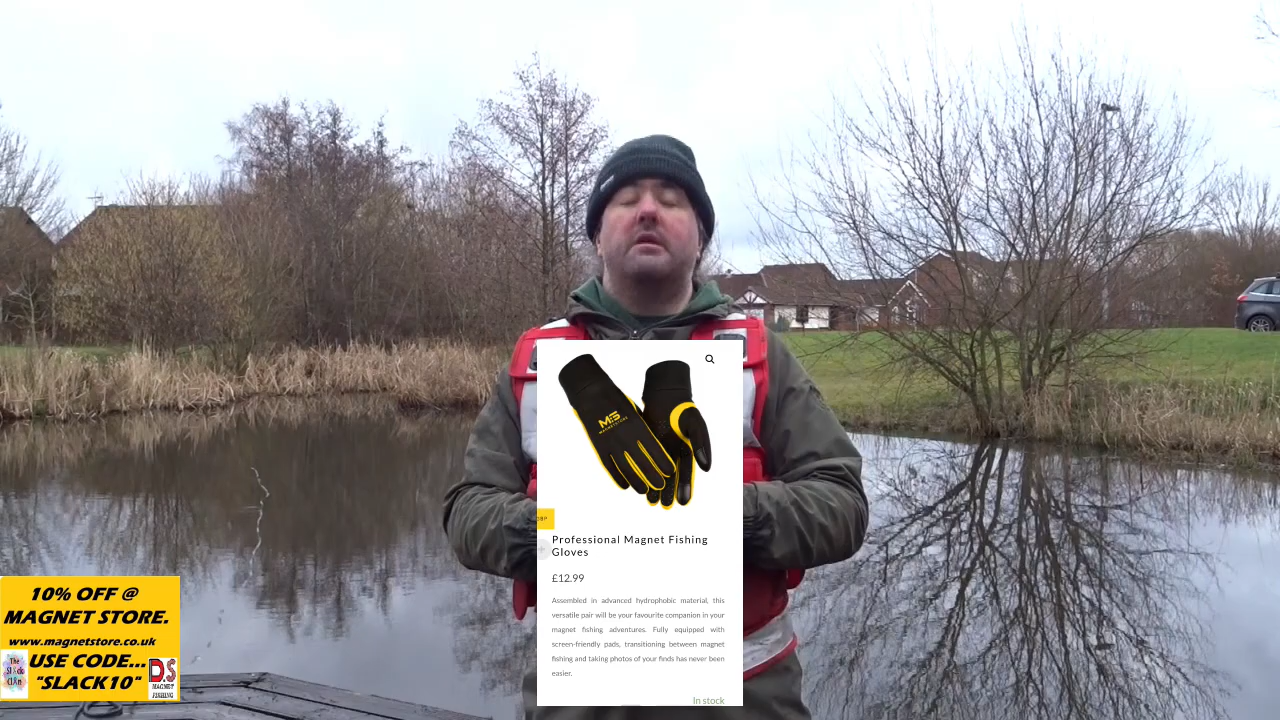 MS
MAGNETSTORE
GBP
Professional Magnet Fishing
Gloves
£12.99
Assembled in advanced hydrophobic material, this
versatile pair will be your favourite companion in your
magnet fishing adventures. Fully equipped with
screen-friendly pads, transitioning between magnet
fishing and taking photos of your finds has never been
easier.
In stock
10% OFF @
MAGNET STORE.
www.magnetstore.co.uk
USE CODE...
"SLACK10"
The
D.S
MAGNET
FISHING